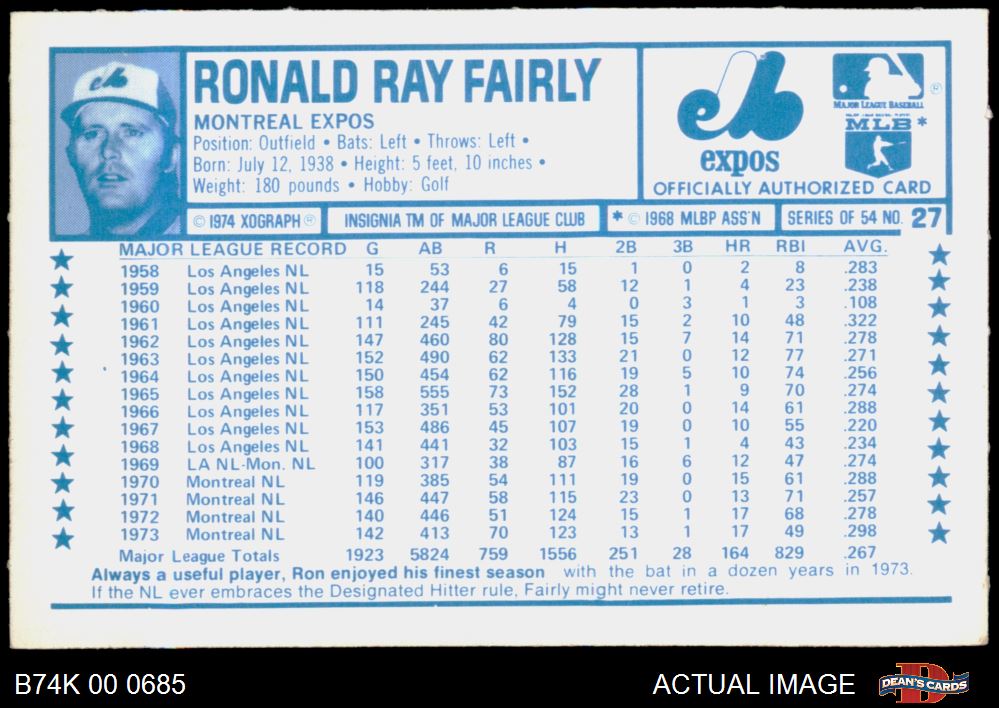 expos
RONALD RAY FAIRLY
MONTREAL EXPOS
Position: Outfield • Bats: Left • Throws: Left •
Born: July 12, 1938 • Height: 5 feet, 10 inches •
Weight: 180 pounds • Hobby: Golf
MAJOR LEAGUE BASEBALL ®
MLB *
OFFICIALLY AUTHORIZED CARD
© 1974 XOGRAPH ® INSIGNIA TM OF MAJOR LEAGUE CLUB * © 1968 MLBP ASS'N SERIES OF 54 NO. 27
MAJOR LEAGUE RECORD G AB R H 2B 3B HR RBI AVG.
1958 Los Angeles NL 15 53 6 15 1 0 2 8 .283
1959 Los Angeles NL 118 244 27 58 12 1 4 23 .238
1960 Los Angeles NL 14 37 6 4 0 3 1 3 .108
1961 Los Angeles NL 111 245 42 79 15 2 10 48 .322
1962 Los Angeles NL 147 460 80 128 15 7 14 71 .278
1963 Los Angeles NL 152 490 62 133 21 0 12 77 .271
1964 Los Angeles NL 150 454 62 116 19 5 10 74 .256
1965 Los Angeles NL 158 555 73 152 28 1 9 70 .274
1966 Los Angeles NL 117 351 53 101 20 0 14 61 .288
1967 Los Angeles NL 153 486 45 107 19 0 10 55 .220
1968 Los Angeles NL 141 441 32 103 15 1 4 43 .234
1969 LA NL-Mon. NL 100 317 38 87 16 6 12 47 .274
1970 Montreal NL 119 385 54 111 19 0 15 61 .288
1971 Montreal NL 146 447 58 115 23 0 13 71 .257
1972 Montreal NL 140 446 51 124 15 1 17 68 .278
1973 Montreal NL 142 413 70 123 13 1 17 49 .298
Major League Totals 1923 5824 759 1556 251 28 164 829 .267
Always a useful player, Ron enjoyed his finest season with the bat in a dozen years in 1973.
If the NL ever embraces the Designated Hitter rule, Fairly might never retire.
B74K 00 0685 ACTUAL IMAGE DEAN'S CARDS